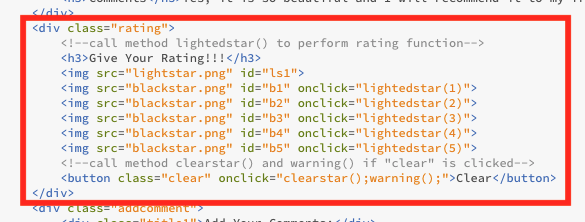 <h3>Comments</h3>Yes, it is so beautiful and i will recommend it to my
</div>
<div class="rating">
<!--call method lightedstar() to perform rating function-->
<h3>Give Your Rating!!!</h3>
<img src="lightstar.png" id="ls1">
<img src="blackstar.png" id="b1" onclick="lightedstar(1)">
<img src="blackstar.png" id="b2" onclick="lightedstar(2)">
<img src="blackstar.png" id="b3" onclick="lightedstar(3)">
<img src="blackstar.png" id="b4" onclick="lightedstar(4)">
<img src="blackstar.png" id="b5" onclick="lightedstar(5)">
<!--call method clearstar() and warning() if "clear" is clicked-->
<button class="clear" onclick="clearstar();warning();">Clear</button>
</div>
<div class="addcomment">
<div class="title1">Add Your Comments:</div>